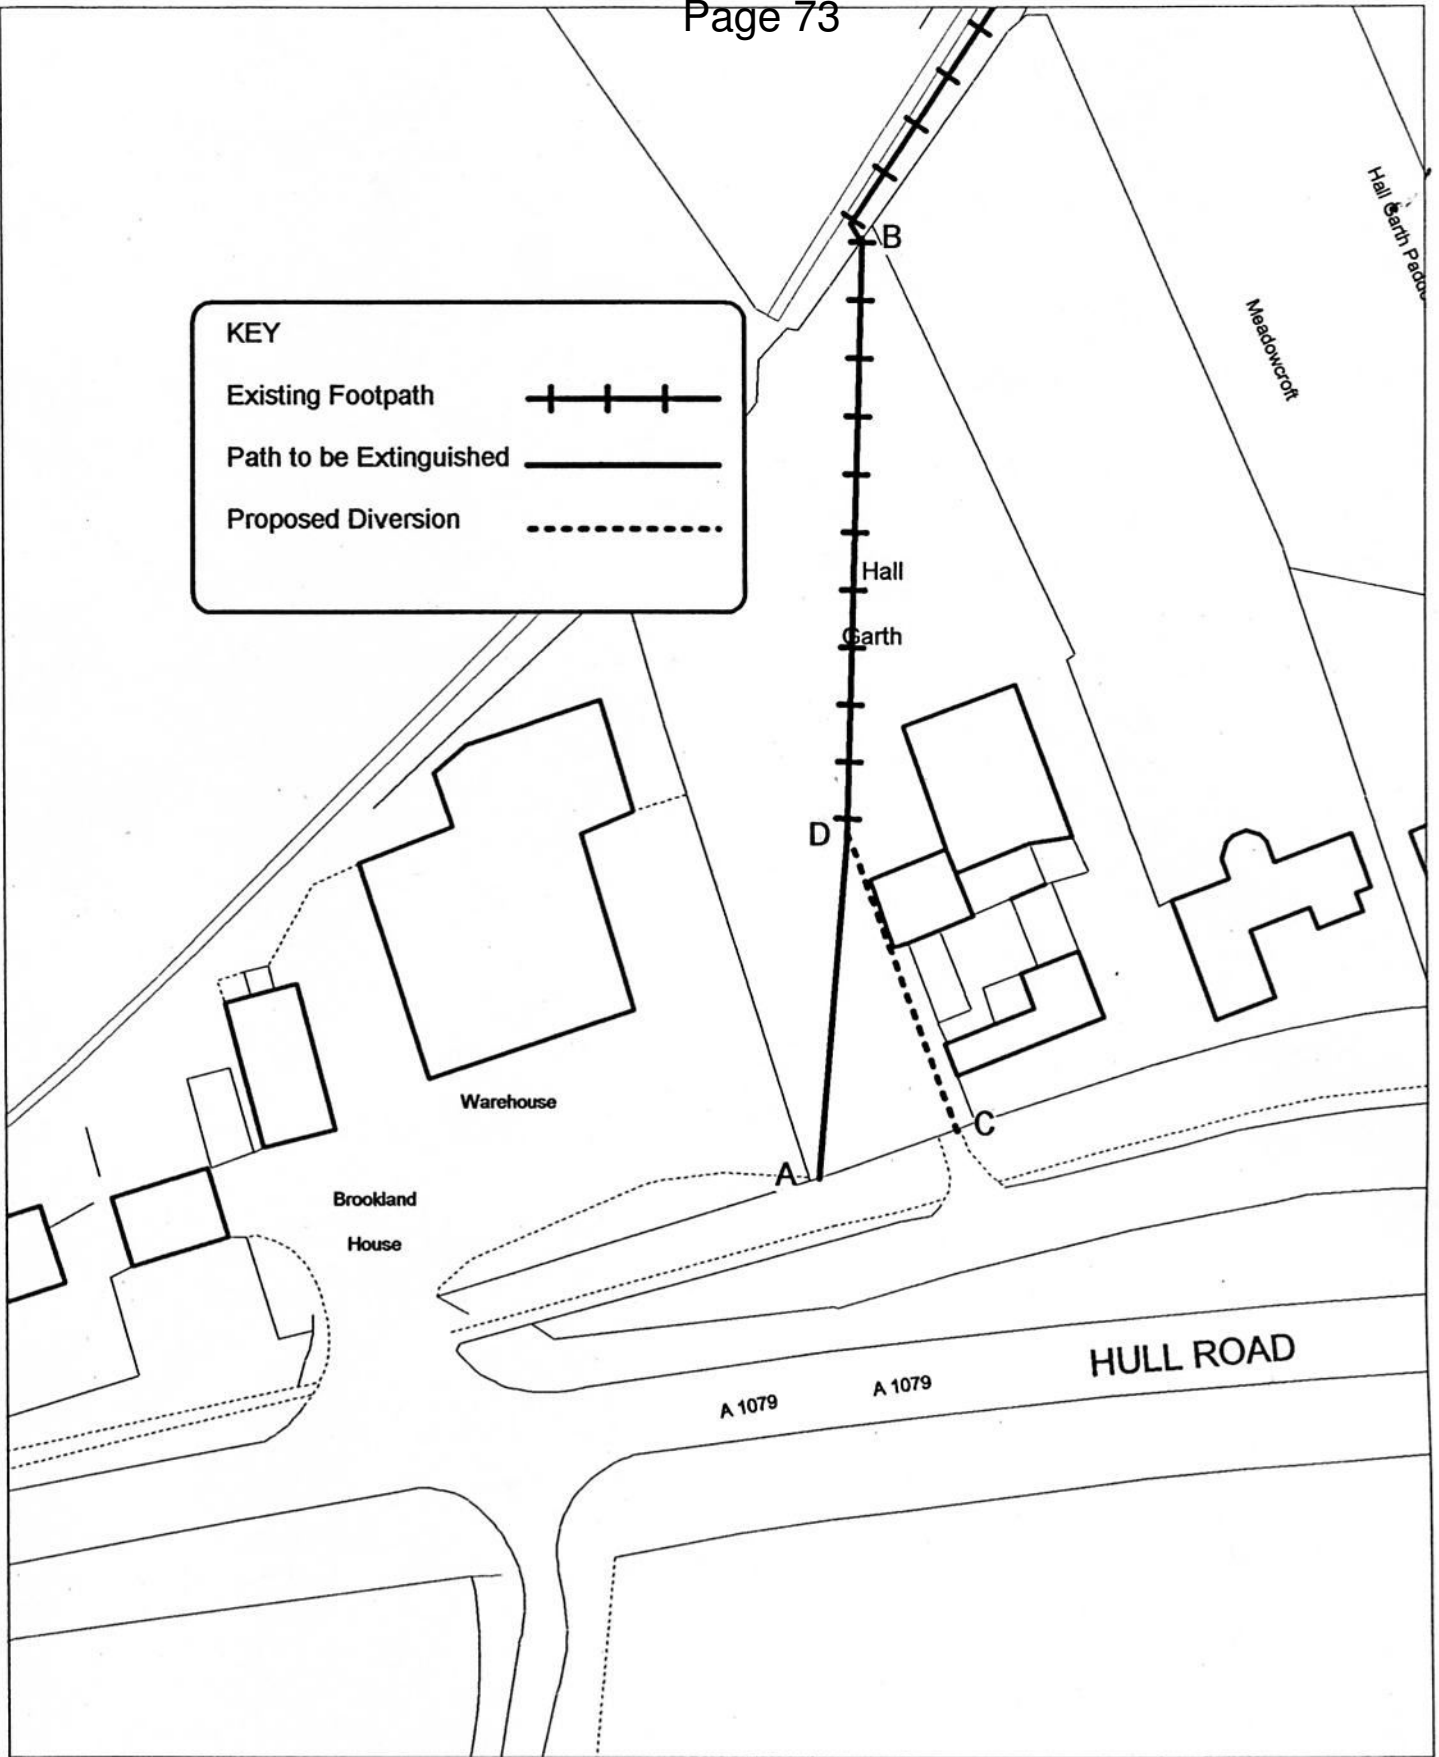 Page 73
B
Hall Garth
Meadowcroft
KEY
Existing Footpath
Path to be Extinguished
Proposed Diversion
Hall
Garth
D
Warehouse
C
A
Brookland
House
HULL ROAD
A 1079
A 1079